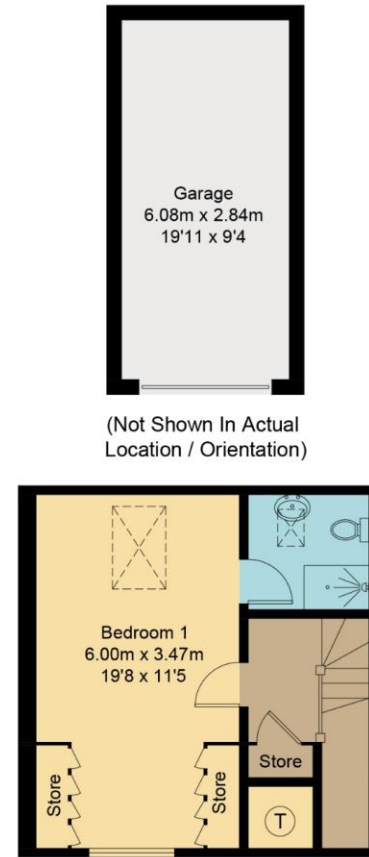 Garage
6.08m x 2.84m
19'11 x 9'4
(Not Shown In Actual
Location / Orientation)
Bedroom 1
6.00m x 3.47m
19'8 x 11'5
Store
Store
Store
T